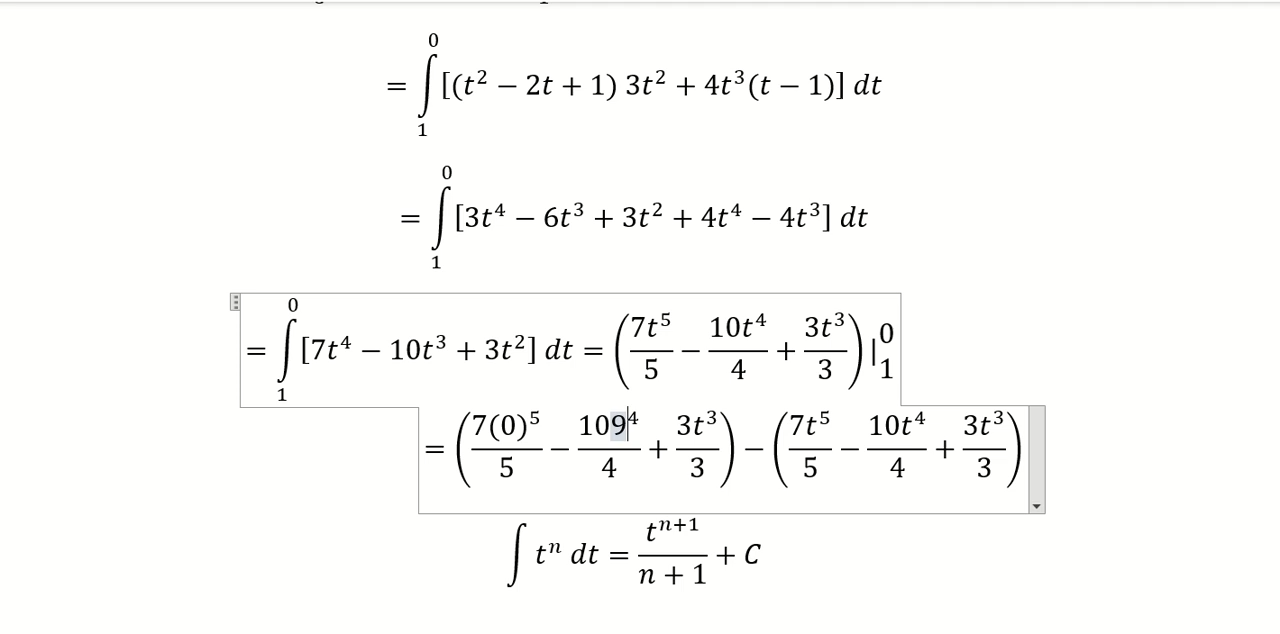 = ∫₁⁰ [(t² − 2t + 1) 3t² + 4t³(t − 1)] dt
= ∫₁⁰ [3t⁴ − 6t³ + 3t² + 4t⁴ − 4t³] dt
= ∫₁⁰ [7t⁴ − 10t³ + 3t²] dt = (7t⁵/5 − 10t⁴/4 + 3t³/3) |₁⁰
= (7(0)⁵/5 − 109⁴/4 + 3t³/3) − (7t⁵/5 − 10t⁴/4 + 3t³/3)
∫ tⁿ dt = tⁿ⁺¹/(n + 1) + C